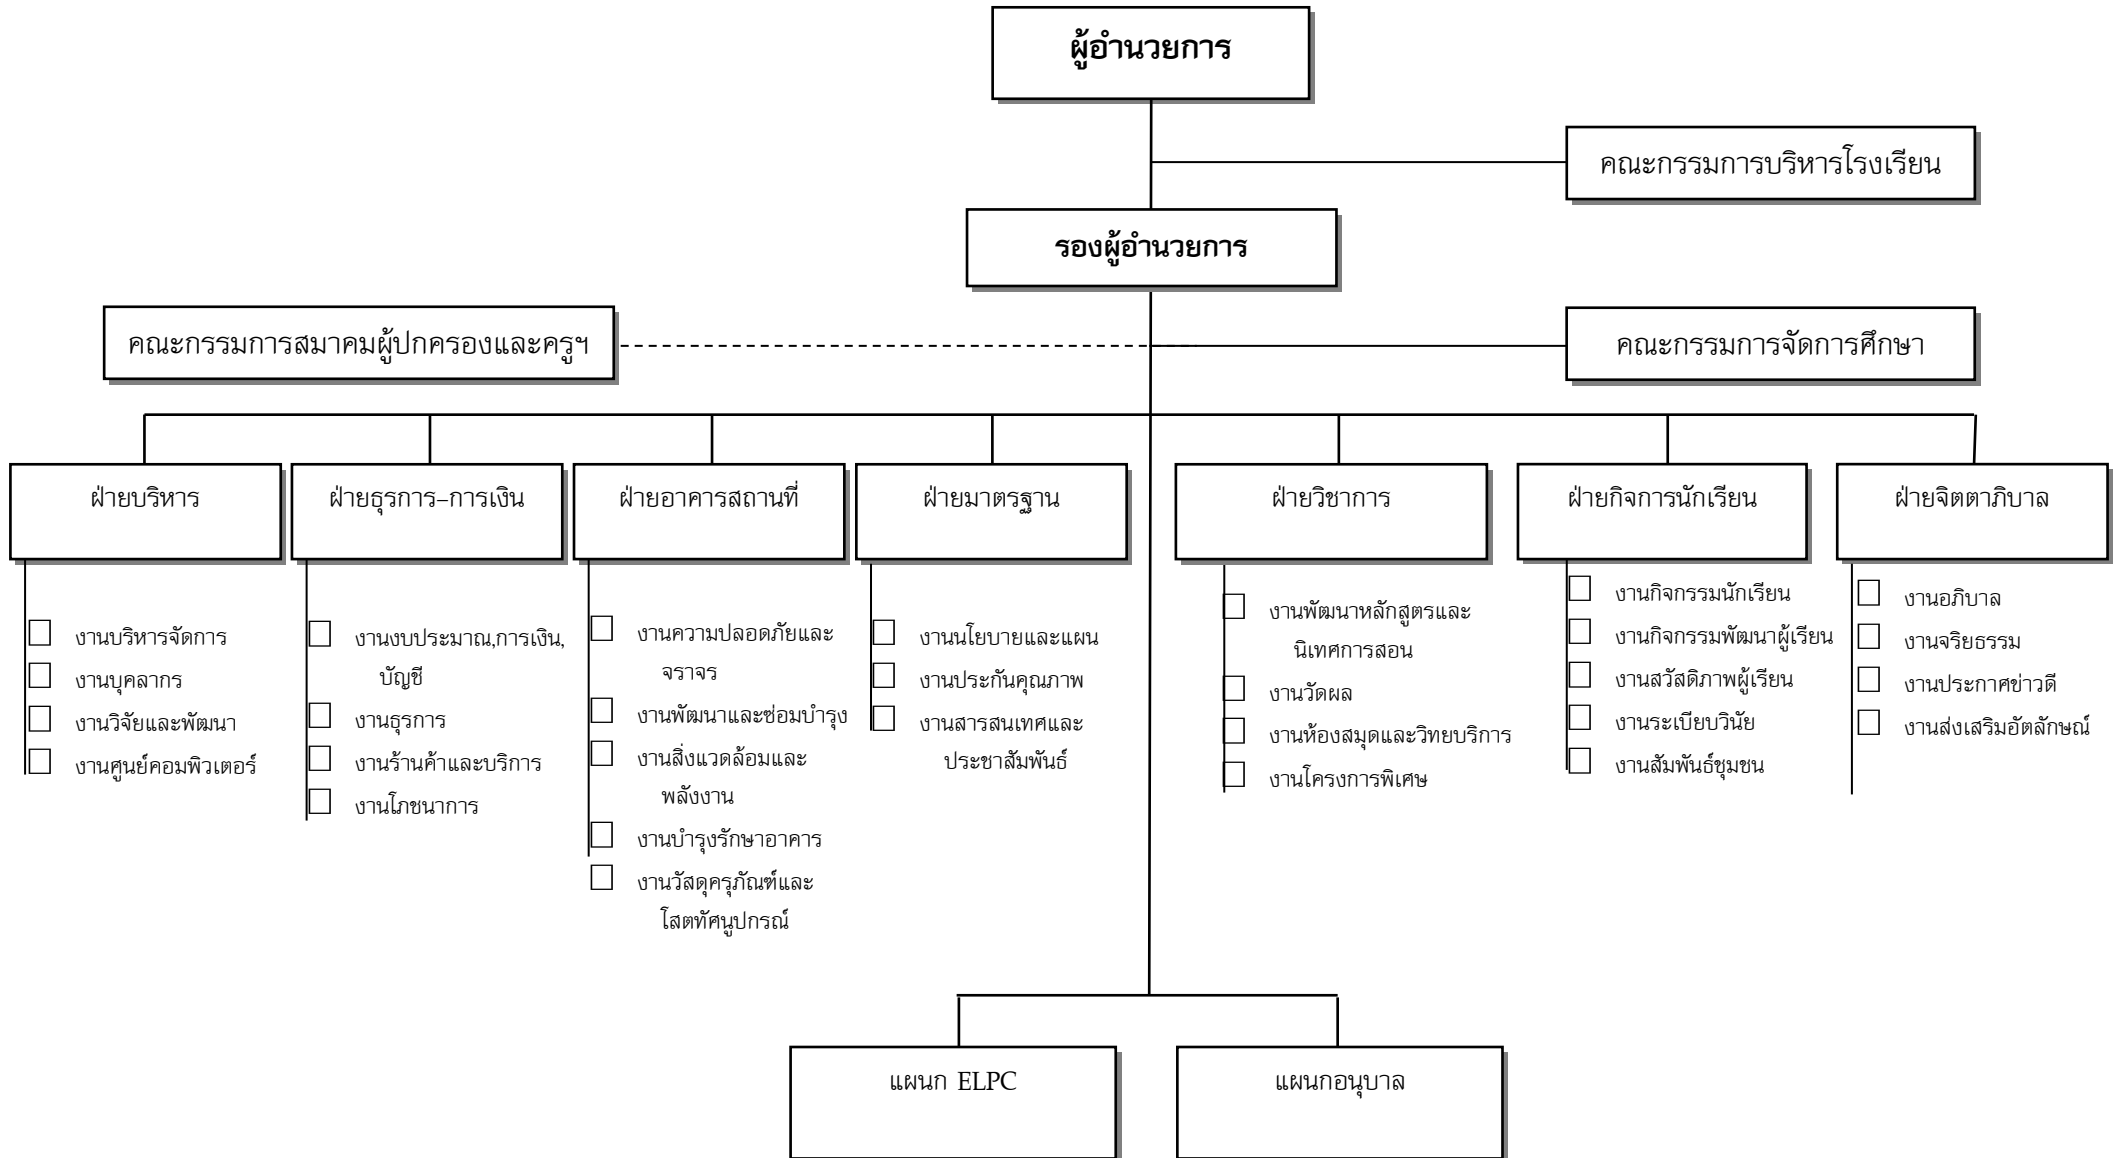 ผู้อำนวยการ
คณะกรรมการบริหารโรงเรียน
รองผู้อำนวยการ
คณะกรรมการสมาคมผู้ปกครองและครูฯ
คณะกรรมการจัดการศึกษา
ฝ่ายบริหาร
งานบริหารจัดการ
งานบุคลากร
งานวิจัยและพัฒนา
งานศูนย์คอมพิวเตอร์
ฝ่ายธุรการ–การเงิน
งานงบประมาณ,การเงิน,
บัญชี
งานธุรการ
งานร้านค้าและบริการ
งานโภชนาการ
ฝ่ายอาคารสถานที่
งานความปลอดภัยและ
จราจร
งานพัฒนาและซ่อมบำรุง
งานสิ่งแวดล้อมและ
พลังงาน
งานบำรุงรักษาอาคาร
งานวัสดุครุภัณฑ์และ
โสตทัศนูปกรณ์
ฝ่ายมาตรฐาน
งานนโยบายและแผน
งานประกันคุณภาพ
งานสารสนเทศและ
ประชาสัมพันธ์
ฝ่ายวิชาการ
งานพัฒนาหลักสูตรและ
นิเทศการสอน
งานวัดผล
งานห้องสมุดและวิทยบริการ
งานโครงการพิเศษ
ฝ่ายกิจการนักเรียน
งานกิจกรรมนักเรียน
งานกิจกรรมพัฒนาผู้เรียน
งานสวัสดิภาพผู้เรียน
งานระเบียบวินัย
งานสัมพันธ์ชุมชน
ฝ่ายจิตตาภิบาล
งานอภิบาล
งานจริยธรรม
งานประกาศข่าวดี
งานส่งเสริมอัตลักษณ์
แผนก ELPC
แผนกอนุบาล